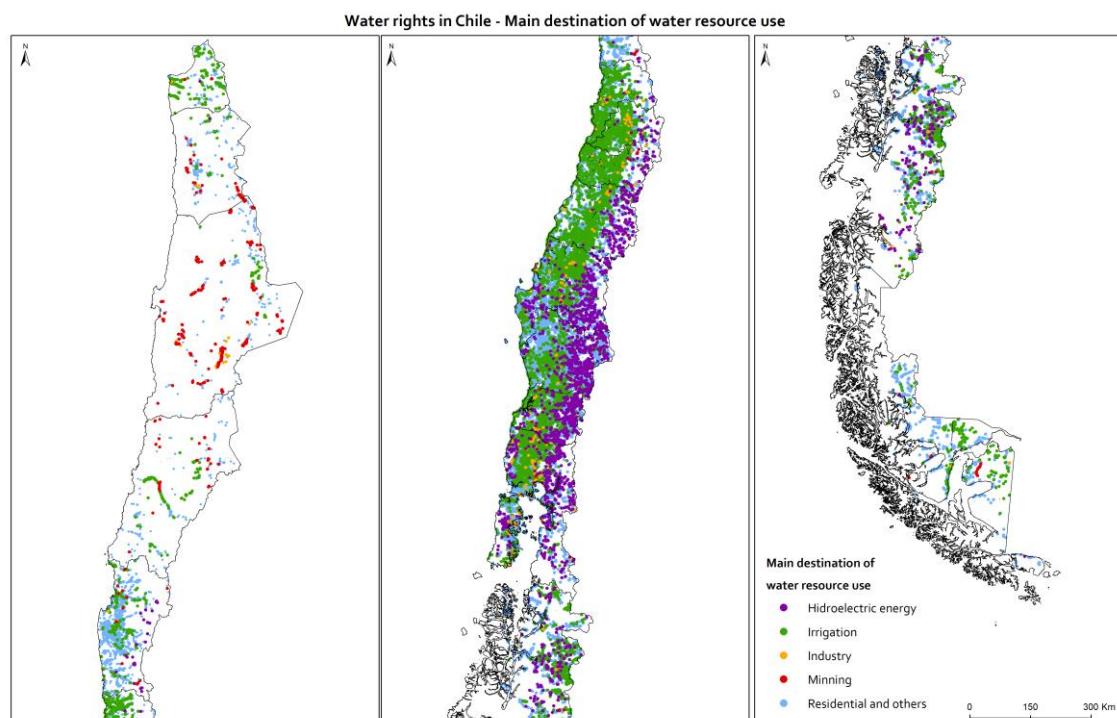 Water rights in Chile - Main destination of water resource use
N
N
N
Main destination of
water resource use
Hidroelectric energy
Irrigation
Industry
Minning
Residential and others
0 150 300 Km